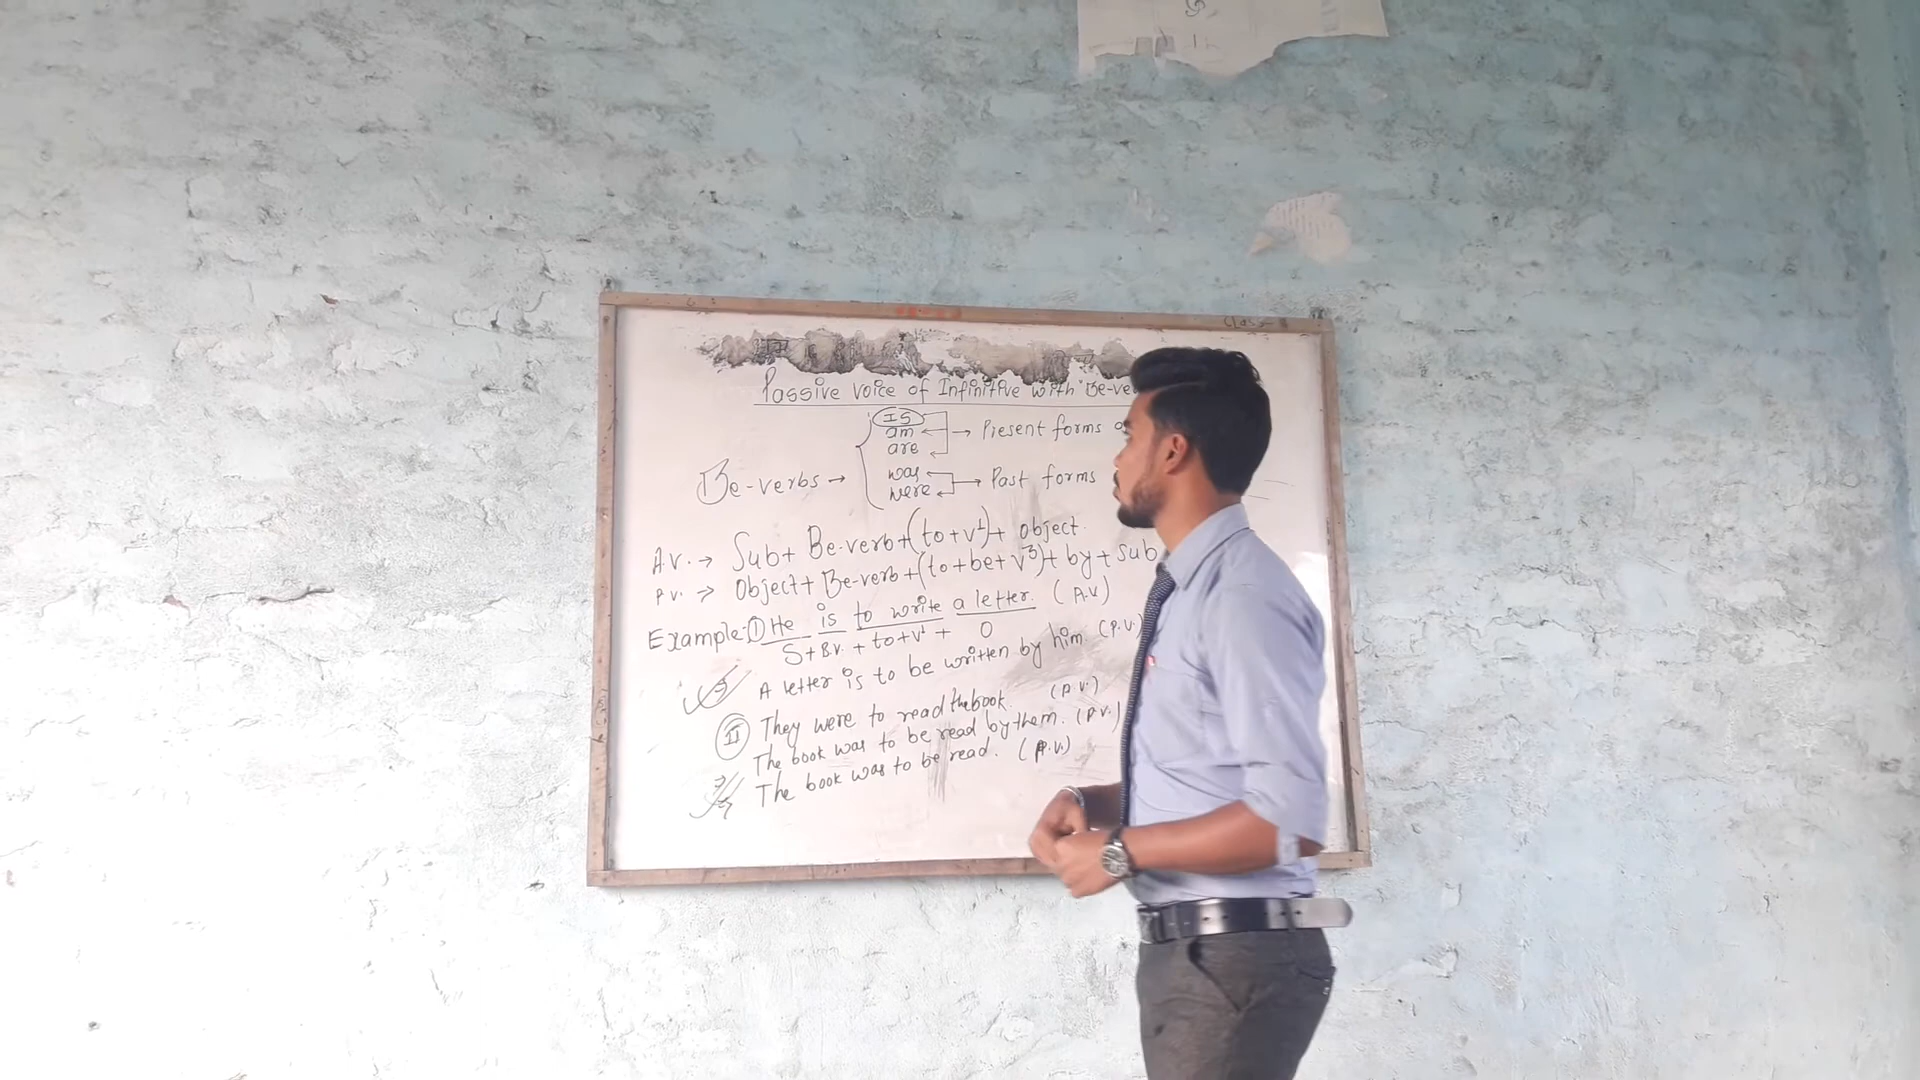 Class-
Passive Voice of Infinitive with Be-ve
Be-verbs →
IS
am
are
→ Present forms
was
were
→ Past forms
A.V. → Sub + Be-verb + (to+v¹) + object
P.V. → Object + Be-verb + (to+be+v³) + by + sub
Example:- ① He is to write a letter. (A.V)
S + B.V. + to+v¹ + O
A letter is to be written by him (P.V.)
II They were to read the book. (P.V.)
The book was to be read by them. (P.V.)
The book was to be read. (P.V.)